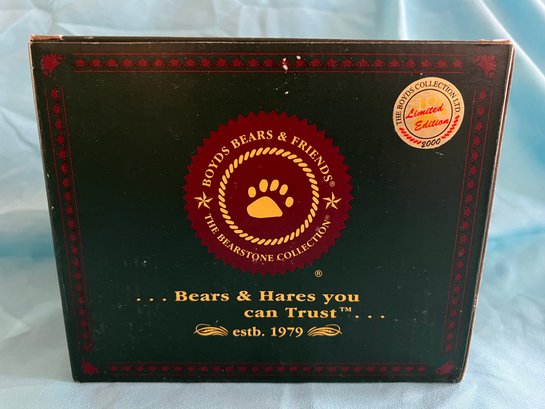 BOYDS BEARS & FRIENDS®
THE BEARSTONE COLLECTION®
®
THE BOYDS COLLECTION LTD
Limited
Edition
2000
. . . Bears & Hares you
can Trust™ . . .
estb. 1979